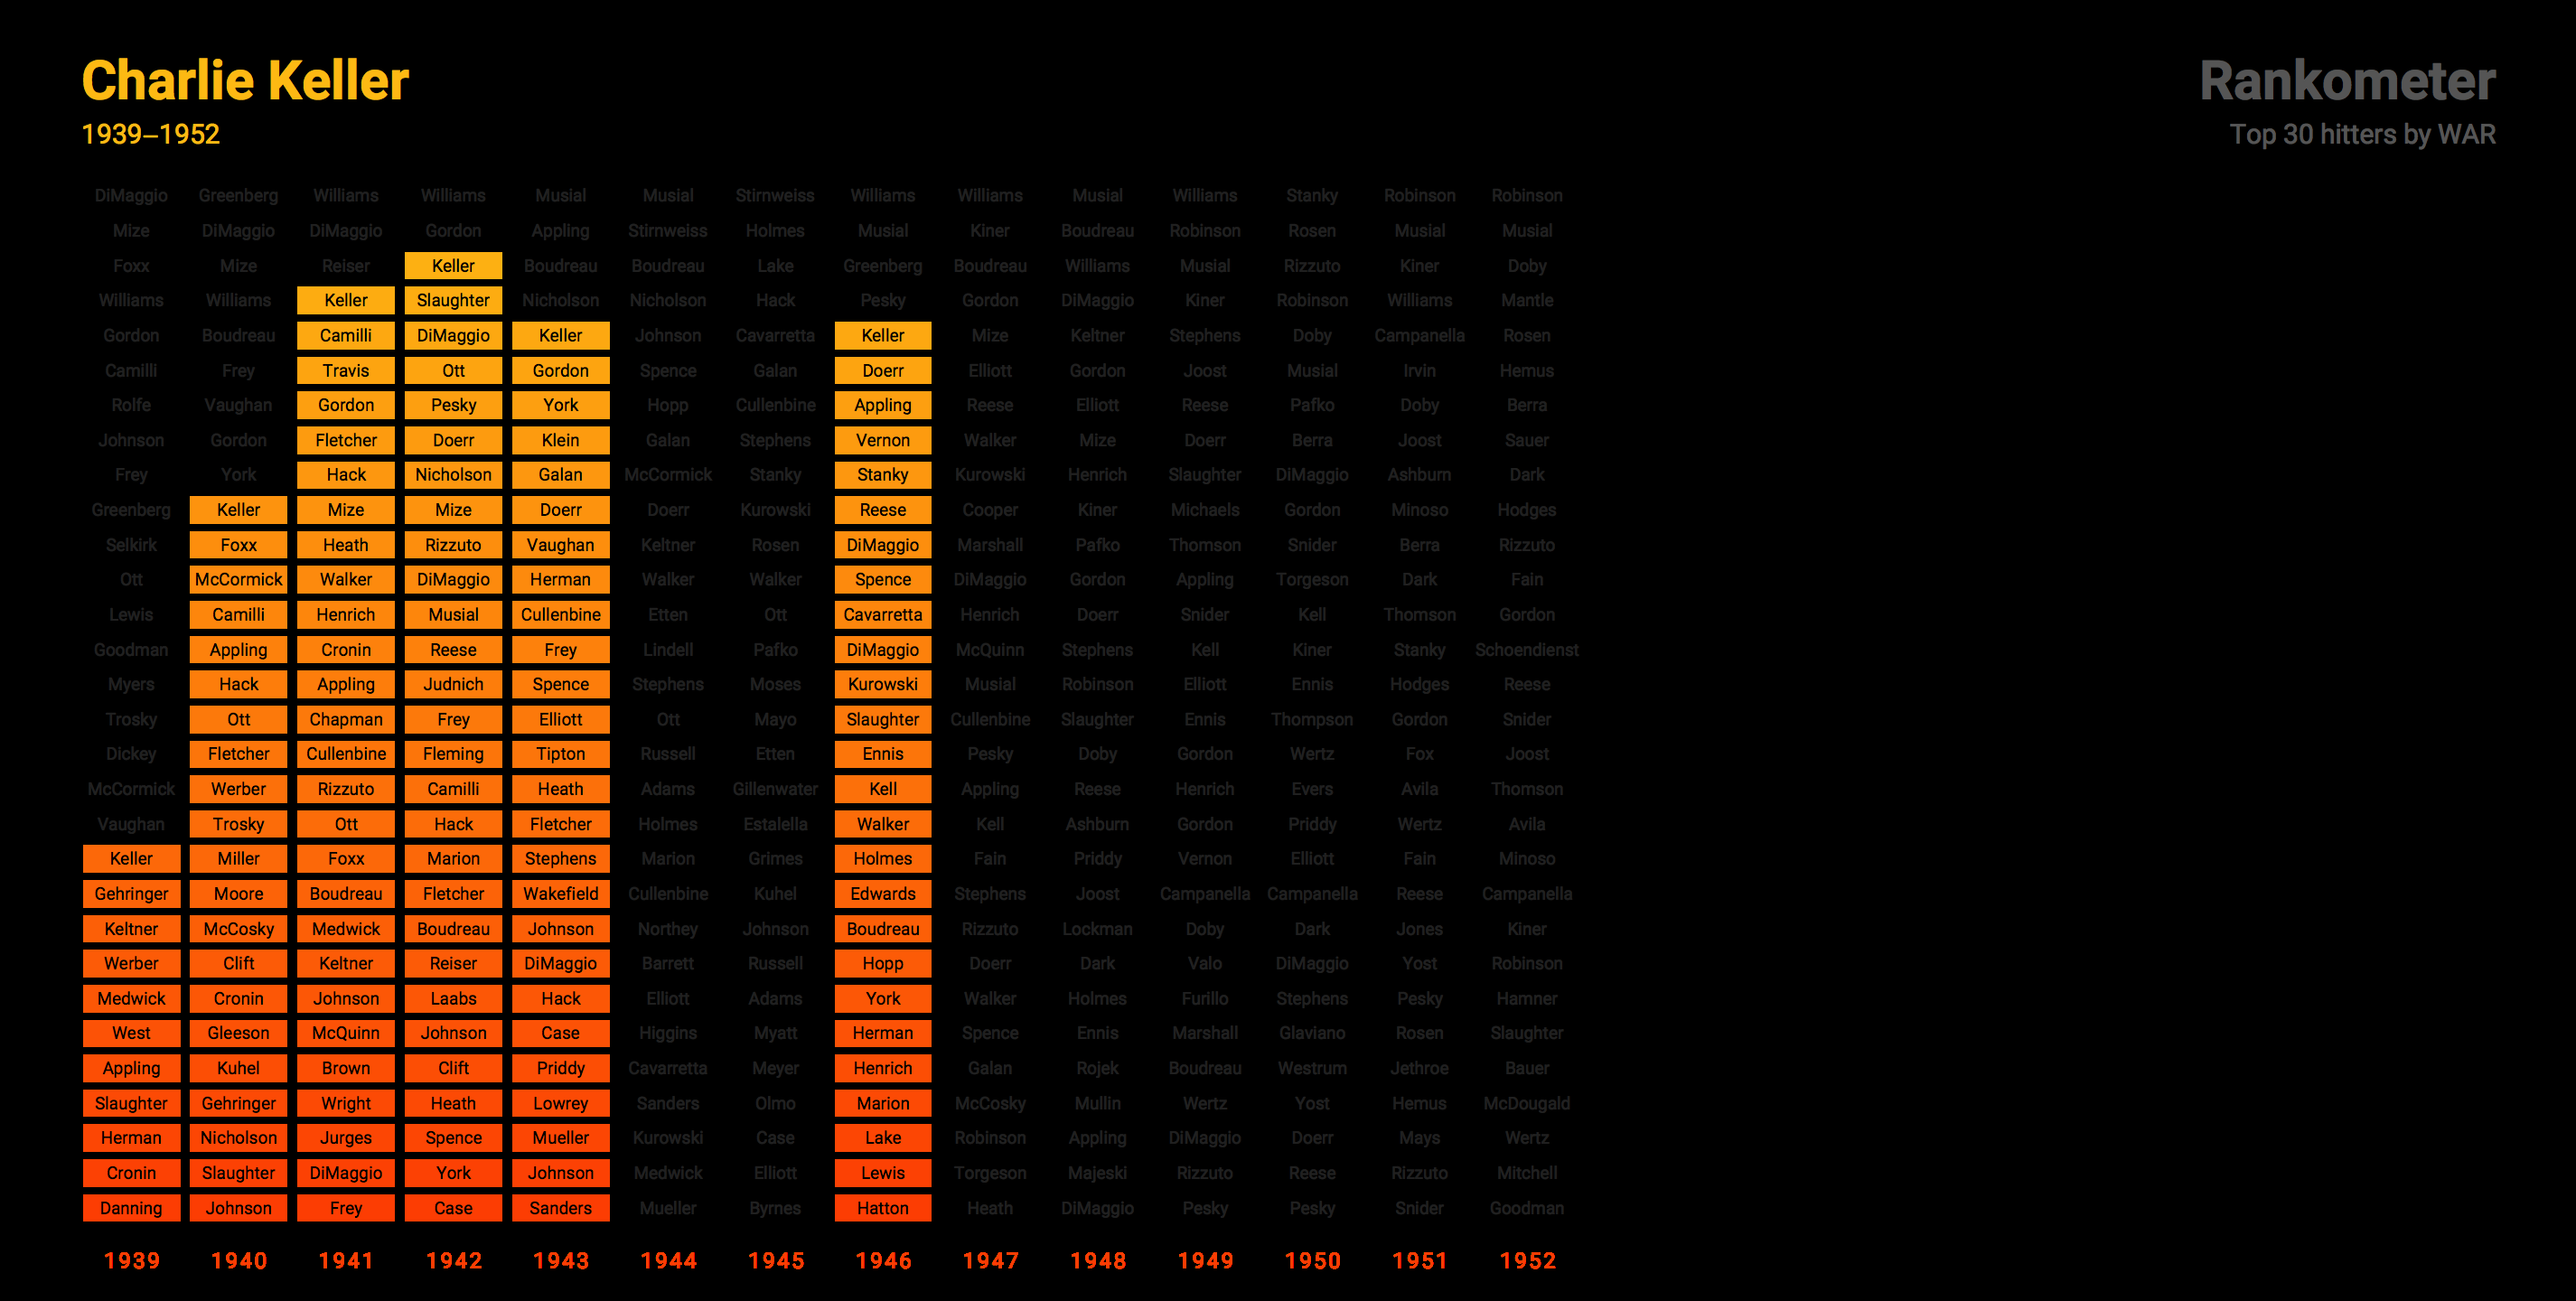 Charlie Keller
Rankometer
1939–1952
Top 30 hitters by WAR
DiMaggio Greenberg Williams Williams Musial Musial Stirnweiss Williams Williams Musial Williams Stanky Robinson Robinson
Mize DiMaggio DiMaggio Gordon Appling Stirnweiss Holmes Musial Kiner Boudreau Robinson Rosen Musial Musial
Foxx Mize Reiser Keller Boudreau Boudreau Lake Greenberg Boudreau Williams Musial Rizzuto Kiner Doby
Williams Williams Keller Slaughter Nicholson Nicholson Hack Pesky Gordon DiMaggio Kiner Robinson Williams Mantle
Gordon Boudreau Camilli DiMaggio Keller Johnson Cavarretta Keller Mize Keltner Stephens Doby Campanella Rosen
Camilli Frey Travis Ott Gordon Spence Galan Doerr Elliott Gordon Joost Musial Irvin Hemus
Rolfe Vaughan Gordon Pesky York Hopp Cullenbine Appling Reese Elliott Reese Pafko Doby Berra
Johnson Gordon Fletcher Doerr Klein Galan Stephens Vernon Walker Mize Doerr Berra Joost Sauer
Frey York Hack Nicholson Galan McCormick Stanky Stanky Kurowski Henrich Slaughter DiMaggio Ashburn Dark
Greenberg Keller Mize Mize Doerr Doerr Kurowski Reese Cooper Kiner Michaels Gordon Minoso Hodges
Selkirk Foxx Heath Rizzuto Vaughan Keltner Rosen DiMaggio Marshall Pafko Thomson Snider Berra Rizzuto
Ott McCormick Walker DiMaggio Herman Walker Walker Spence DiMaggio Gordon Appling Torgeson Dark Fain
Lewis Camilli Henrich Musial Cullenbine Etten Ott Cavarretta Henrich Doerr Snider Kell Thomson Gordon
Goodman Appling Cronin Reese Frey Lindell Pafko DiMaggio McQuinn Stephens Kell Kiner Stanky Schoendienst
Myers Hack Appling Judnich Spence Stephens Moses Kurowski Musial Robinson Elliott Ennis Hodges Reese
Trosky Ott Chapman Frey Elliott Ott Mayo Slaughter Cullenbine Slaughter Ennis Thompson Gordon Snider
Dickey Fletcher Cullenbine Fleming Tipton Russell Etten Ennis Pesky Doby Gordon Wertz Fox Joost
McCormick Werber Rizzuto Camilli Heath Adams Gillenwater Kell Appling Reese Henrich Evers Avila Thomson
Vaughan Trosky Ott Hack Fletcher Holmes Estalella Walker Kell Ashburn Gordon Priddy Wertz Avila
Keller Miller Foxx Marion Stephens Marion Grimes Holmes Fain Priddy Vernon Elliott Fain Minoso
Gehringer Moore Boudreau Fletcher Wakefield Cullenbine Kuhel Edwards Stephens Joost Campanella Campanella Reese Campanella
Keltner McCosky Medwick Boudreau Johnson Northey Johnson Boudreau Rizzuto Lockman Doby Dark Jones Kiner
Werber Clift Keltner Reiser DiMaggio Barrett Russell Hopp Doerr Dark Valo DiMaggio Yost Robinson
Medwick Cronin Johnson Laabs Hack Elliott Adams York Walker Holmes Furillo Stephens Pesky Hamner
West Gleeson McQuinn Johnson Case Higgins Myatt Herman Spence Ennis Marshall Glaviano Rosen Slaughter
Appling Kuhel Brown Clift Priddy Cavarretta Meyer Henrich Galan Rojek Boudreau Westrum Jethroe Bauer
Slaughter Gehringer Wright Heath Lowrey Sanders Olmo Marion McCosky Mullin Wertz Yost Hemus McDougald
Herman Nicholson Jurges Spence Mueller Kurowski Case Lake Robinson Appling DiMaggio Doerr Mays Wertz
Cronin Slaughter DiMaggio York Johnson Medwick Elliott Lewis Torgeson Majeski Rizzuto Reese Rizzuto Mitchell
Danning Johnson Frey Case Sanders Mueller Byrnes Hatton Heath DiMaggio Pesky Pesky Snider Goodman
1939 1940 1941 1942 1943 1944 1945 1946 1947 1948 1949 1950 1951 1952